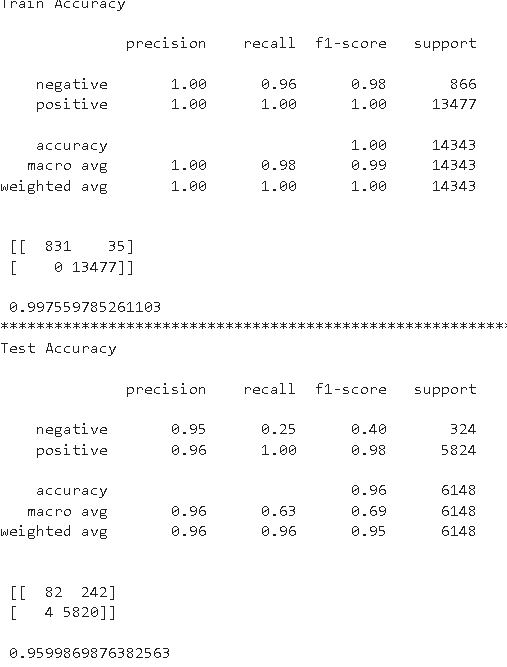 Train Accuracy
precision recall f1-score support
negative 1.00 0.96 0.98 866
positive 1.00 1.00 1.00 13477
accuracy 1.00 14343
macro avg 1.00 0.98 0.99 14343
weighted avg 1.00 1.00 1.00 14343
[[ 831 35]
[ 0 13477]]
0.997559785261103
*********************************************************
Test Accuracy
precision recall f1-score support
negative 0.95 0.25 0.40 324
positive 0.96 1.00 0.98 5824
accuracy 0.96 6148
macro avg 0.96 0.63 0.69 6148
weighted avg 0.96 0.96 0.95 6148
[[ 82 242]
[ 4 5820]]
0.9599869876382563